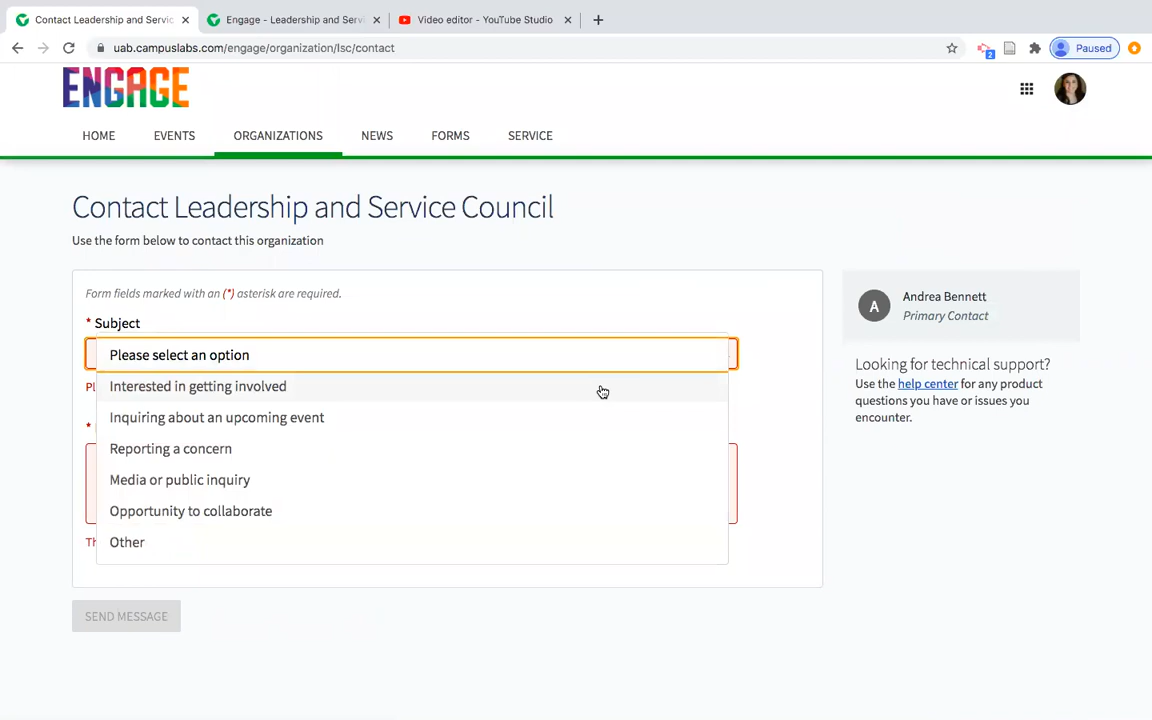 Contact Leadership and Servic
Engage - Leadership and Servi
Video editor - YouTube Studio
uab.campuslabs.com/engage/organization/lsc/contact
2
Paused
ENGAGE
HOME
EVENTS
ORGANIZATIONS
NEWS
FORMS
SERVICE
Contact Leadership and Service Council
Use the form below to contact this organization
Form fields marked with an (*) asterisk are required.
* Subject
Please select an option
Pl
Interested in getting involved
Inquiring about an upcoming event
*
Reporting a concern
Media or public inquiry
Opportunity to collaborate
Th
Other
SEND MESSAGE
A
Andrea Bennett
Primary Contact
Looking for technical support?
Use the help center for any product
questions you have or issues you
encounter.